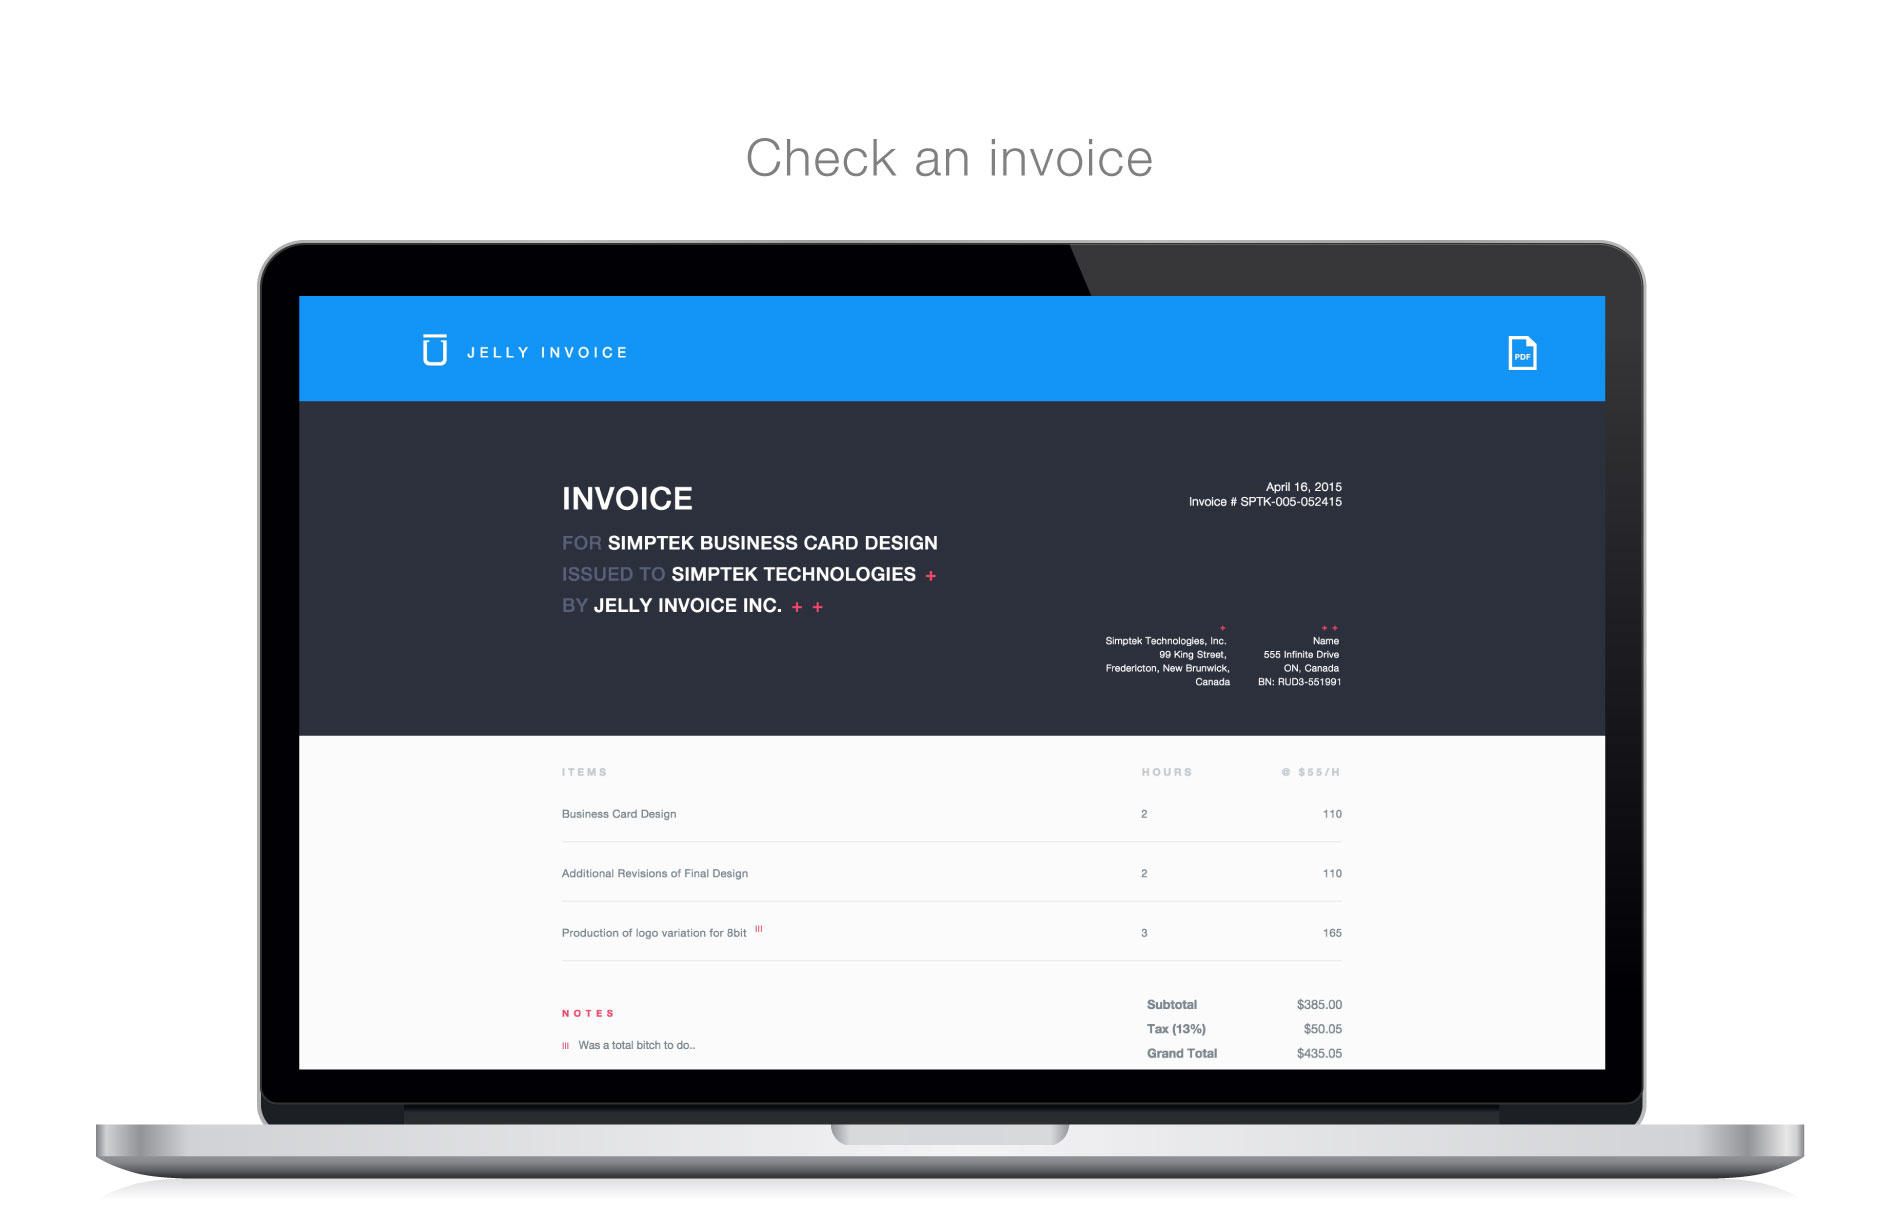 Check an invoice
JELLY INVOICE
PDF
INVOICE
FOR SIMPTEK BUSINESS CARD DESIGN
ISSUED TO SIMPTEK TECHNOLOGIES +
BY JELLY INVOICE INC. + +
April 16, 2015
Invoice # SPTK-005-052415
+
Simptek Technologies, Inc.
99 King Street,
Fredericton, New Brunwick,
Canada
+ +
Name
555 Infinite Drive
ON, Canada
BN: RUD3-551991
ITEMS HOURS @ $55/H
Business Card Design 2 110
Additional Revisions of Final Design 2 110
Production of logo variation for 8bit III 3 165
NOTES
III Was a total bitch to do..
Subtotal $385.00
Tax (13%) $50.05
Grand Total $435.05